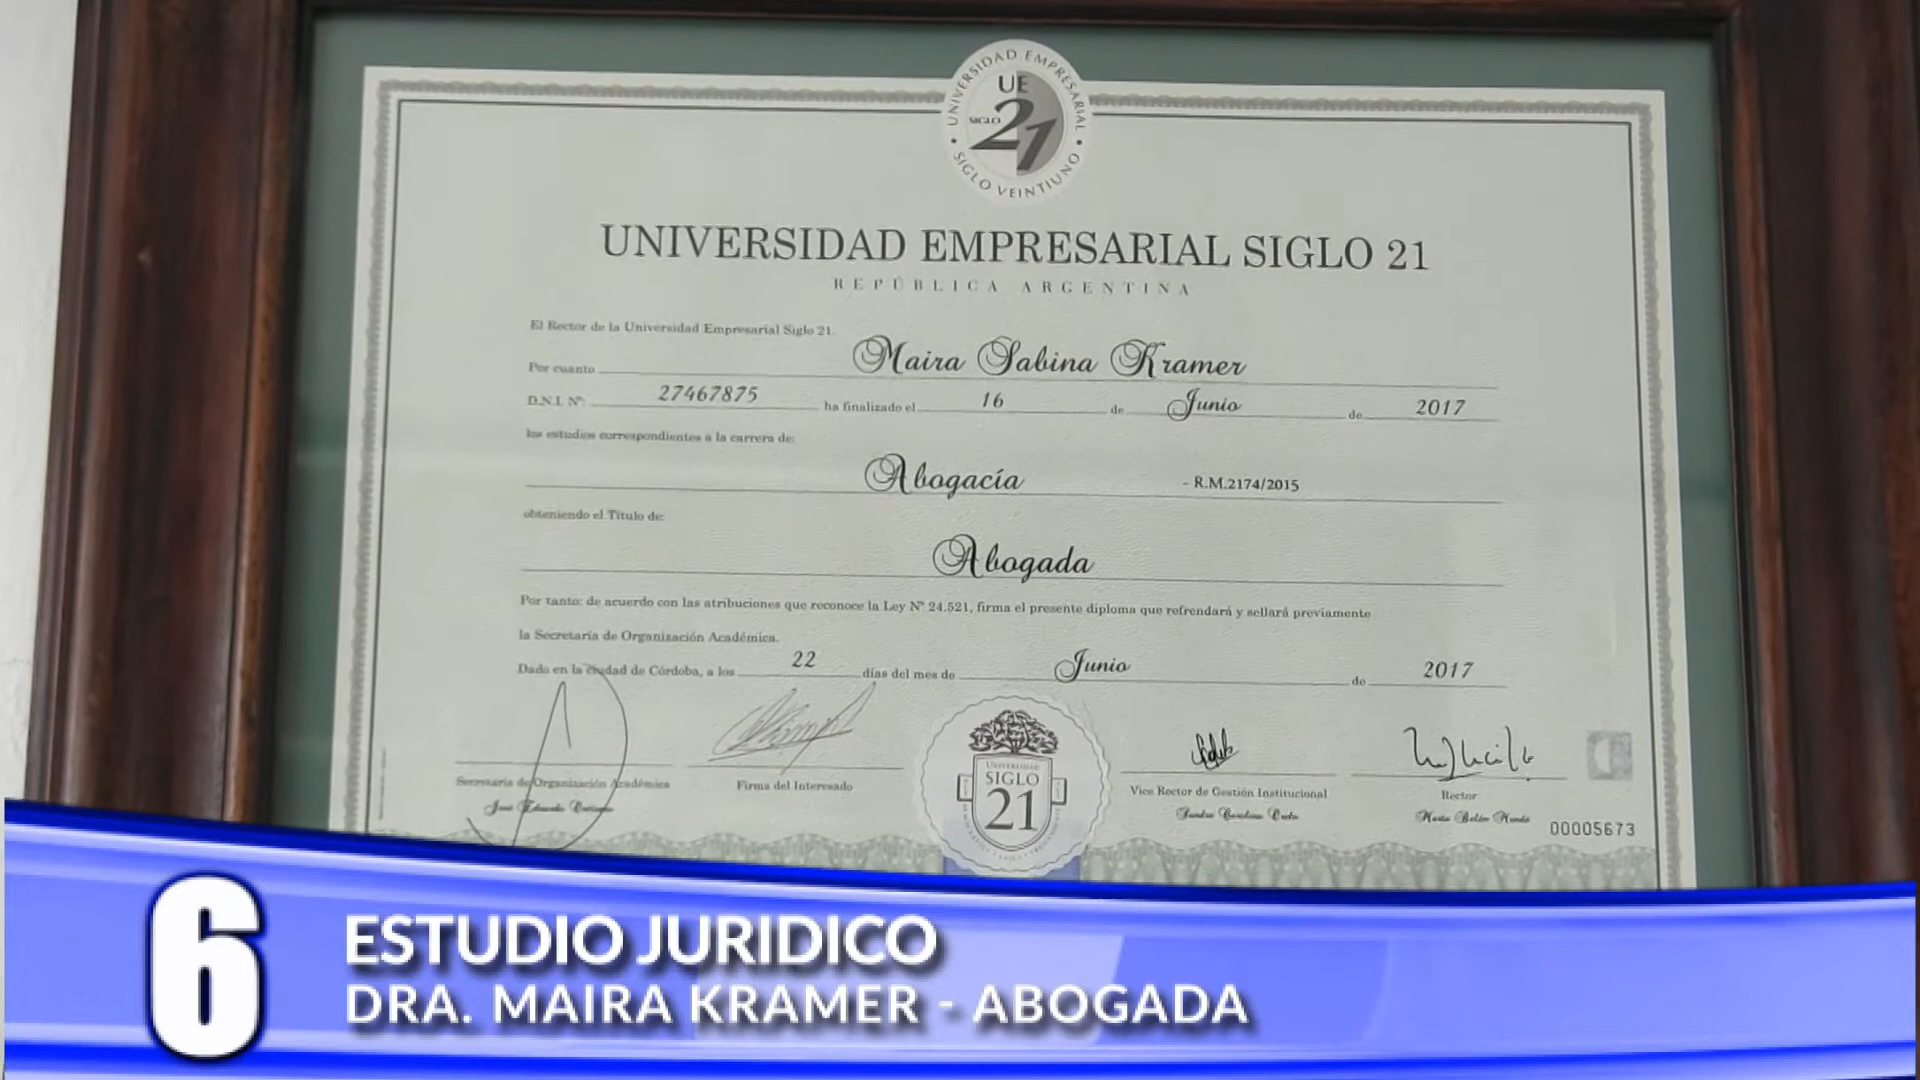 UNIVERSIDAD EMPRESARIAL
UE
SIGLO
21
SIGLO VEINTIUNO
UNIVERSIDAD EMPRESARIAL SIGLO 21
REPÚBLICA ARGENTINA
El Rector de la Universidad Empresarial Siglo 21.
Por cuanto Maira Sabina Kramer
D.N.I. Nº: 27467875 ha finalizado el 16 de Junio de 2017
los estudios correspondientes a la carrera de:
Abogacía - R.M.2174/2015
obteniendo el Título de:
Abogada
Por tanto: de acuerdo con las atribuciones que reconoce la Ley Nº 24.521, firma el presente diploma que refrendará y sellará previamente
la Secretaría de Organización Académica.
Dado en la ciudad de Córdoba, a los 22 días del mes de Junio de 2017
Secretaría de Organización Académica
Firma del Interesado
Vice Rector de Gestión Institucional
Rector
00005673
UNIVERSIDAD
SIGLO
21
6
ESTUDIO JURIDICO
DRA. MAIRA KRAMER - ABOGADA